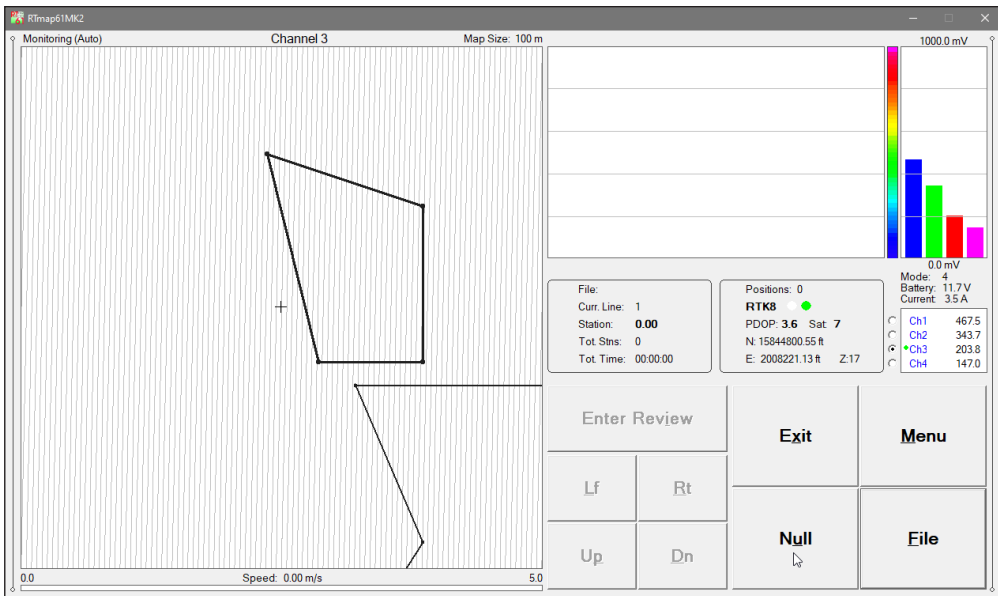 RTmap61MK2
Monitoring (Auto) Channel 3 Map Size: 100 m
1000.0 mV
0.0 mV
Mode: 4
Battery: 11.7 V
Current: 3.5 A
File:
Curr. Line: 1
Station: 0.00
Tot. Stns: 0
Tot. Time: 00:00:00
Positions: 0
RTK8
PDOP: 3.6 Sat: 7
N: 15844800.55 ft
E: 2008221.13 ft Z:17
Ch1 467.5
Ch2 343.7
Ch3 203.8
Ch4 147.0
Enter Review
Exit
Menu
Lf
Rt
Up
Dn
Null
File
0.0 Speed: 0.00 m/s 5.0